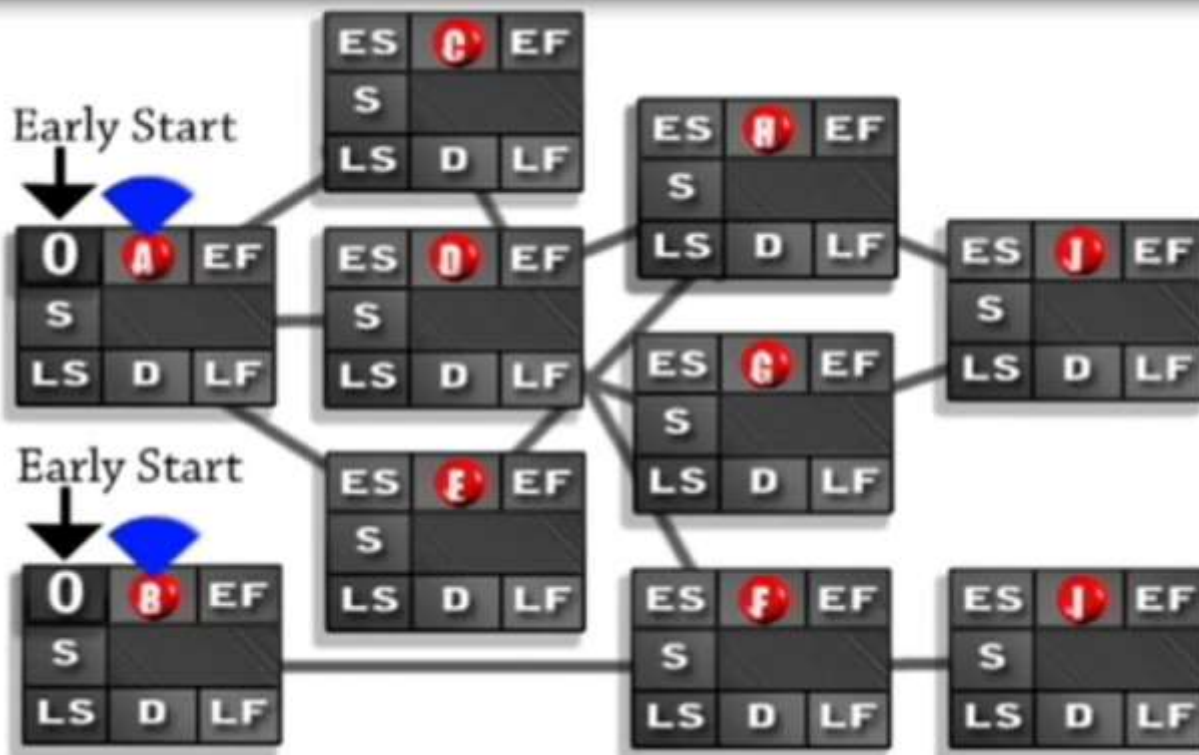 ES C EF
S
LS D LF
Early Start
0 A EF
S
LS D LF
ES D EF
S
LS D LF
ES E EF
S
LS D LF
Early Start
0 B EF
S
LS D LF
ES H EF
S
LS D LF
ES G EF
S
LS D LF
ES F EF
S
LS D LF
ES J EF
S
LS D LF
ES J EF
S
LS D LF